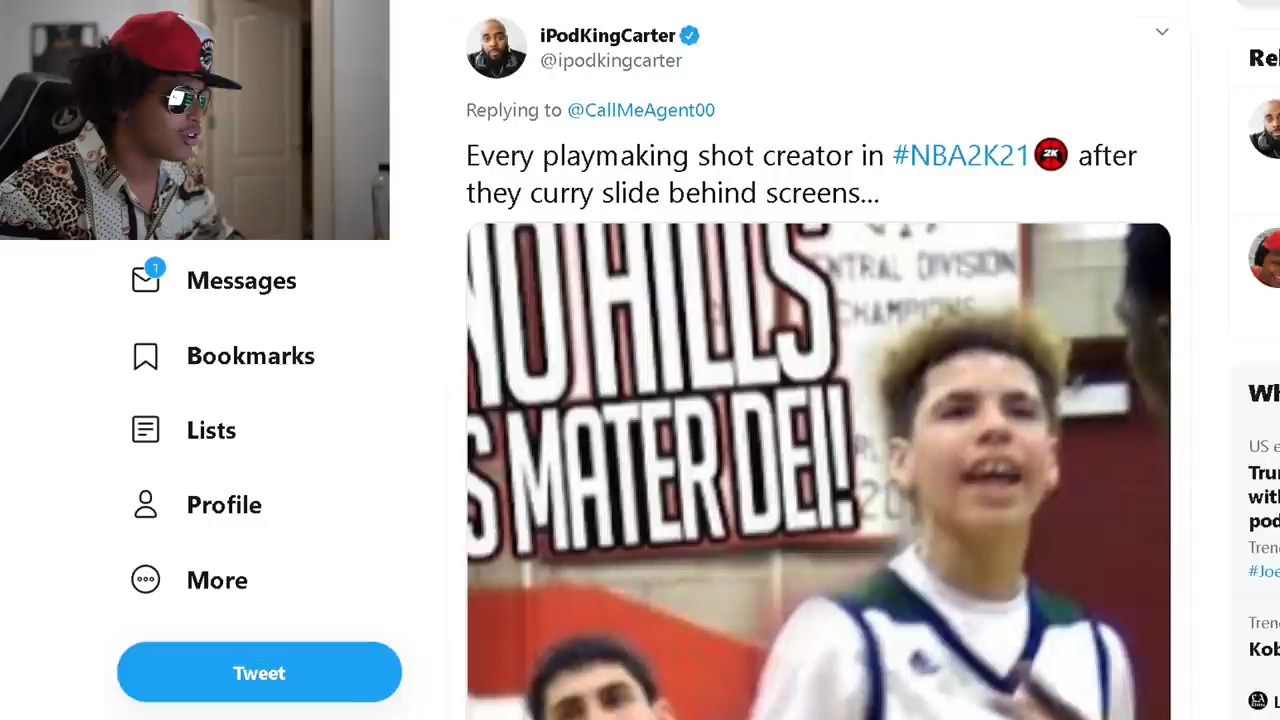 iPodKingCarter
@ipodkingcarter
Replying to @CallMeAgent00
Every playmaking shot creator in #NBA2K21 2K after
they curry slide behind screens...
NO HILLS
MATER DEI!
CENTRAL DIVISION
CHAMPIONS
20
1
Messages
Bookmarks
Lists
Profile
More
Tweet
Rel
Wh
US e
Tru
with
pod
Tren
#Joe
Tren
Kob